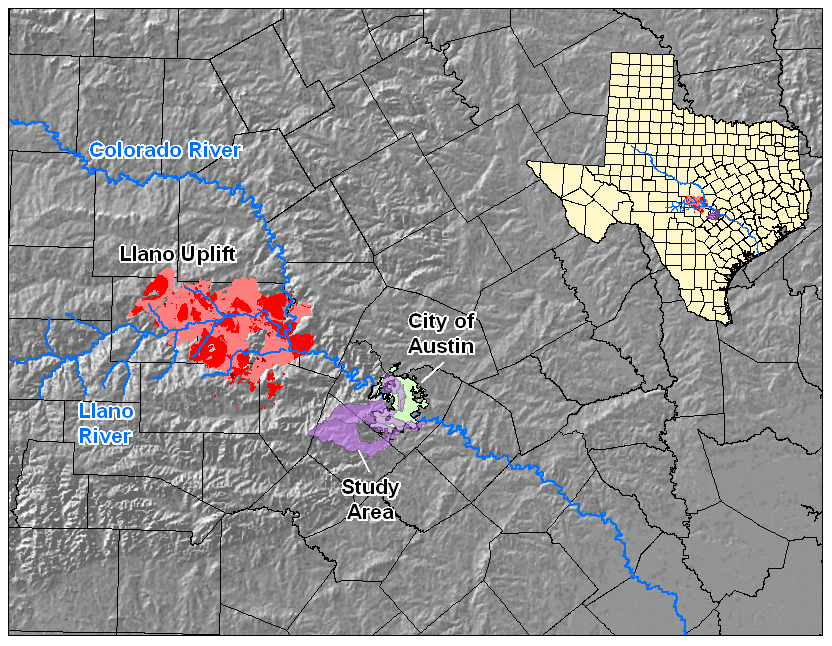 Colorado River
Llano Uplift
City of
Austin
Llano
River
Study
Area